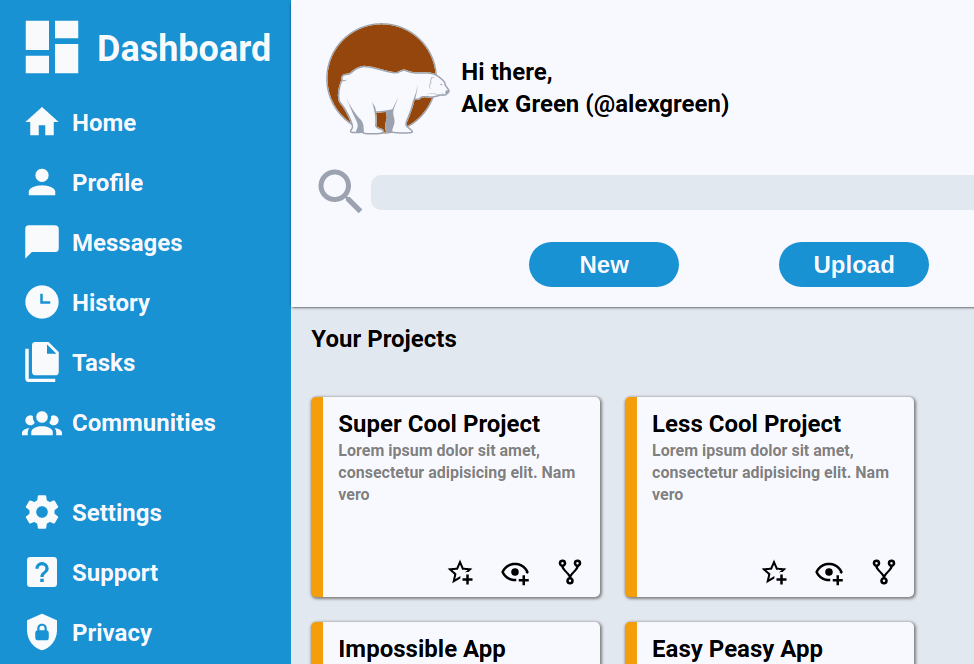 Dashboard
Home
Profile
Messages
History
Tasks
Communities
Settings
Support
Privacy
Hi there,
Alex Green (@alexgreen)
New
Upload
Your Projects
Super Cool Project
Lorem ipsum dolor sit amet,
consectetur adipisicing elit. Nam
vero
Less Cool Project
Lorem ipsum dolor sit amet,
consectetur adipisicing elit. Nam
vero
Impossible App
Easy Peasy App